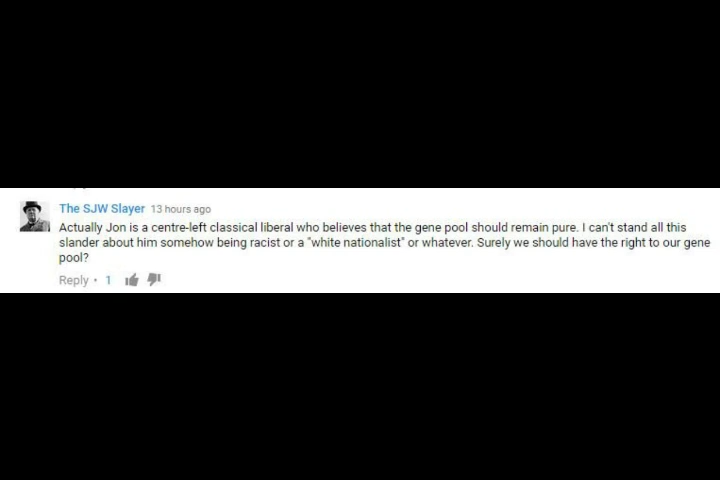 The SJW Slayer 13 hours ago
Actually Jon is a centre-left classical liberal who believes that the gene pool should remain pure. I can't stand all this
slander about him somehow being racist or a "white nationalist" or whatever. Surely we should have the right to our gene
pool?
Reply • 1